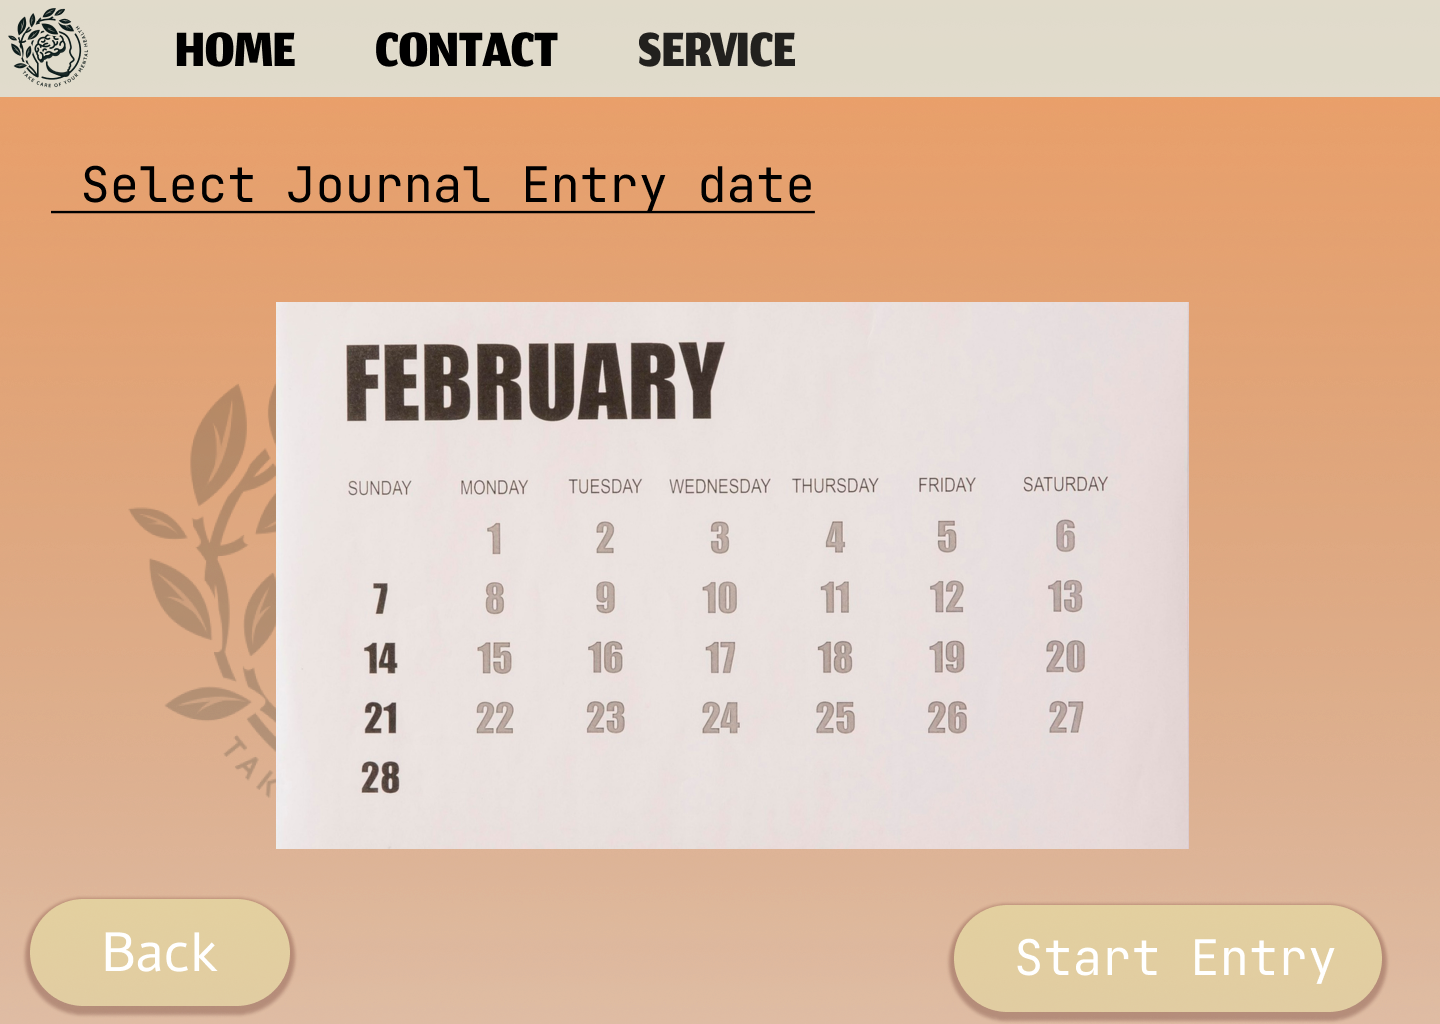 TAKE CARE OF YOUR MENTAL HEALTH
HOME CONTACT SERVICE
Select Journal Entry date
FEBRUARY
SUNDAY MONDAY TUESDAY WEDNESDAY THURSDAY FRIDAY SATURDAY
1 2 3 4 5 6
7 8 9 10 11 12 13
14 15 16 17 18 19 20
21 22 23 24 25 26 27
28
TAK
Back Start Entry